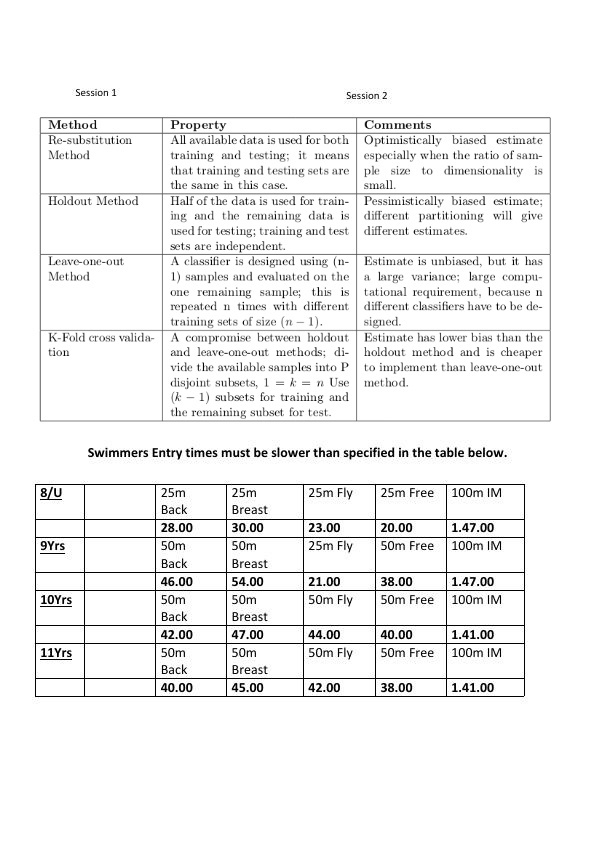 Session 1
Session 2
Method Property Comments
Re-substitution
Method
All available data is used for both
training and testing; it means
that training and testing sets are
the same in this case.
Optimistically biased estimate
especially when the ratio of sam-
ple size to dimensionality is
small.
Holdout Method
Half of the data is used for train-
ing and the remaining data is
used for testing; training and test
sets are independent.
Pessimistically biased estimate;
different partitioning will give
different estimates.
Leave-one-out
Method
A classifier is designed using (n-
1) samples and evaluated on the
one remaining sample; this is
repeated n times with different
training sets of size (n − 1).
Estimate is unbiased, but it has
a large variance; large compu-
tational requirement, because n
different classifiers have to be de-
signed.
K-Fold cross valida-
tion
A compromise between holdout
and leave-one-out methods; di-
vide the available samples into P
disjoint subsets, 1 = k = n Use
(k − 1) subsets for training and
the remaining subset for test.
Estimate has lower bias than the
holdout method and is cheaper
to implement than leave-one-out
method.
Swimmers Entry times must be slower than specified in the table below.
8/U
25m
Back
25m
Breast
25m Fly
25m Free
100m IM
28.00 30.00 23.00 20.00 1.47.00
9Yrs
50m
Back
50m
Breast
25m Fly
50m Free
100m IM
46.00 54.00 21.00 38.00 1.47.00
10Yrs
50m
Back
50m
Breast
50m Fly
50m Free
100m IM
42.00 47.00 44.00 40.00 1.41.00
11Yrs
50m
Back
50m
Breast
50m Fly
50m Free
100m IM
40.00 45.00 42.00 38.00 1.41.00